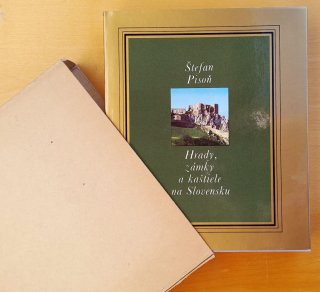 Štefan
Pisoň
Hrady,
zámky
a kaštiele
na Slovensku